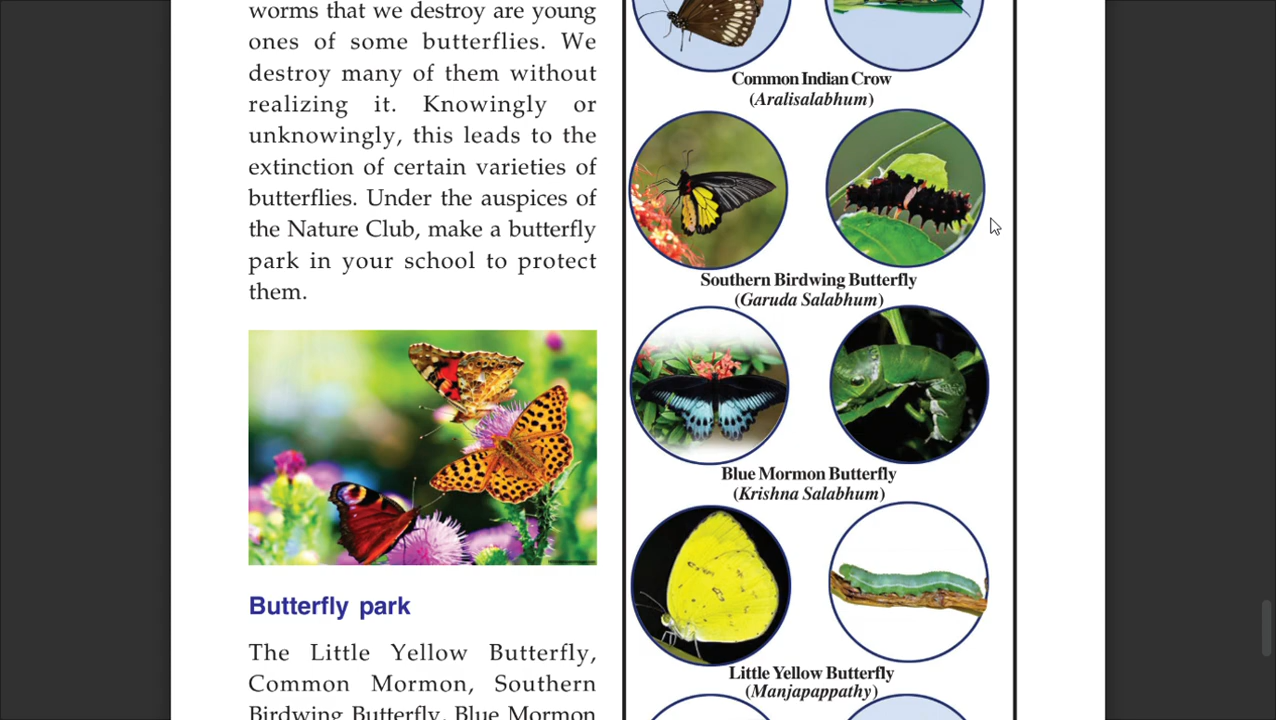 worms that we destroy are young
ones of some butterflies. We
destroy many of them without
realizing it. Knowingly or
unknowingly, this leads to the
extinction of certain varieties of
butterflies. Under the auspices of
the Nature Club, make a butterfly
park in your school to protect
them.
Butterfly park
The Little Yellow Butterfly,
Common Mormon, Southern
Birdwing Butterfly, Blue Mormon
Common Indian Crow
(Aralisalabhum)
Southern Birdwing Butterfly
(Garuda Salabhum)
Blue Mormon Butterfly
(Krishna Salabhum)
Little Yellow Butterfly
(Manjapappathy)